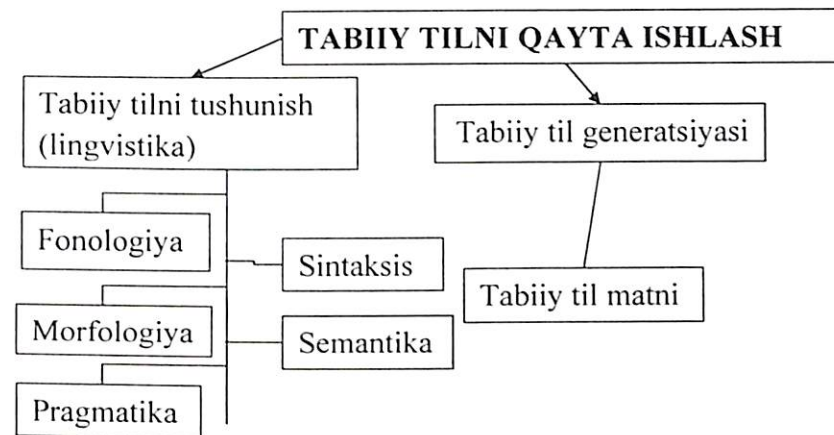 TABIIY TILNI QAYTA ISHLASH
Tabiiy tilni tushunish
(lingvistika)
Tabiiy til generatsiyasi
Fonologiya
Sintaksis
Tabiiy til matni
Morfologiya
Semantika
Pragmatika